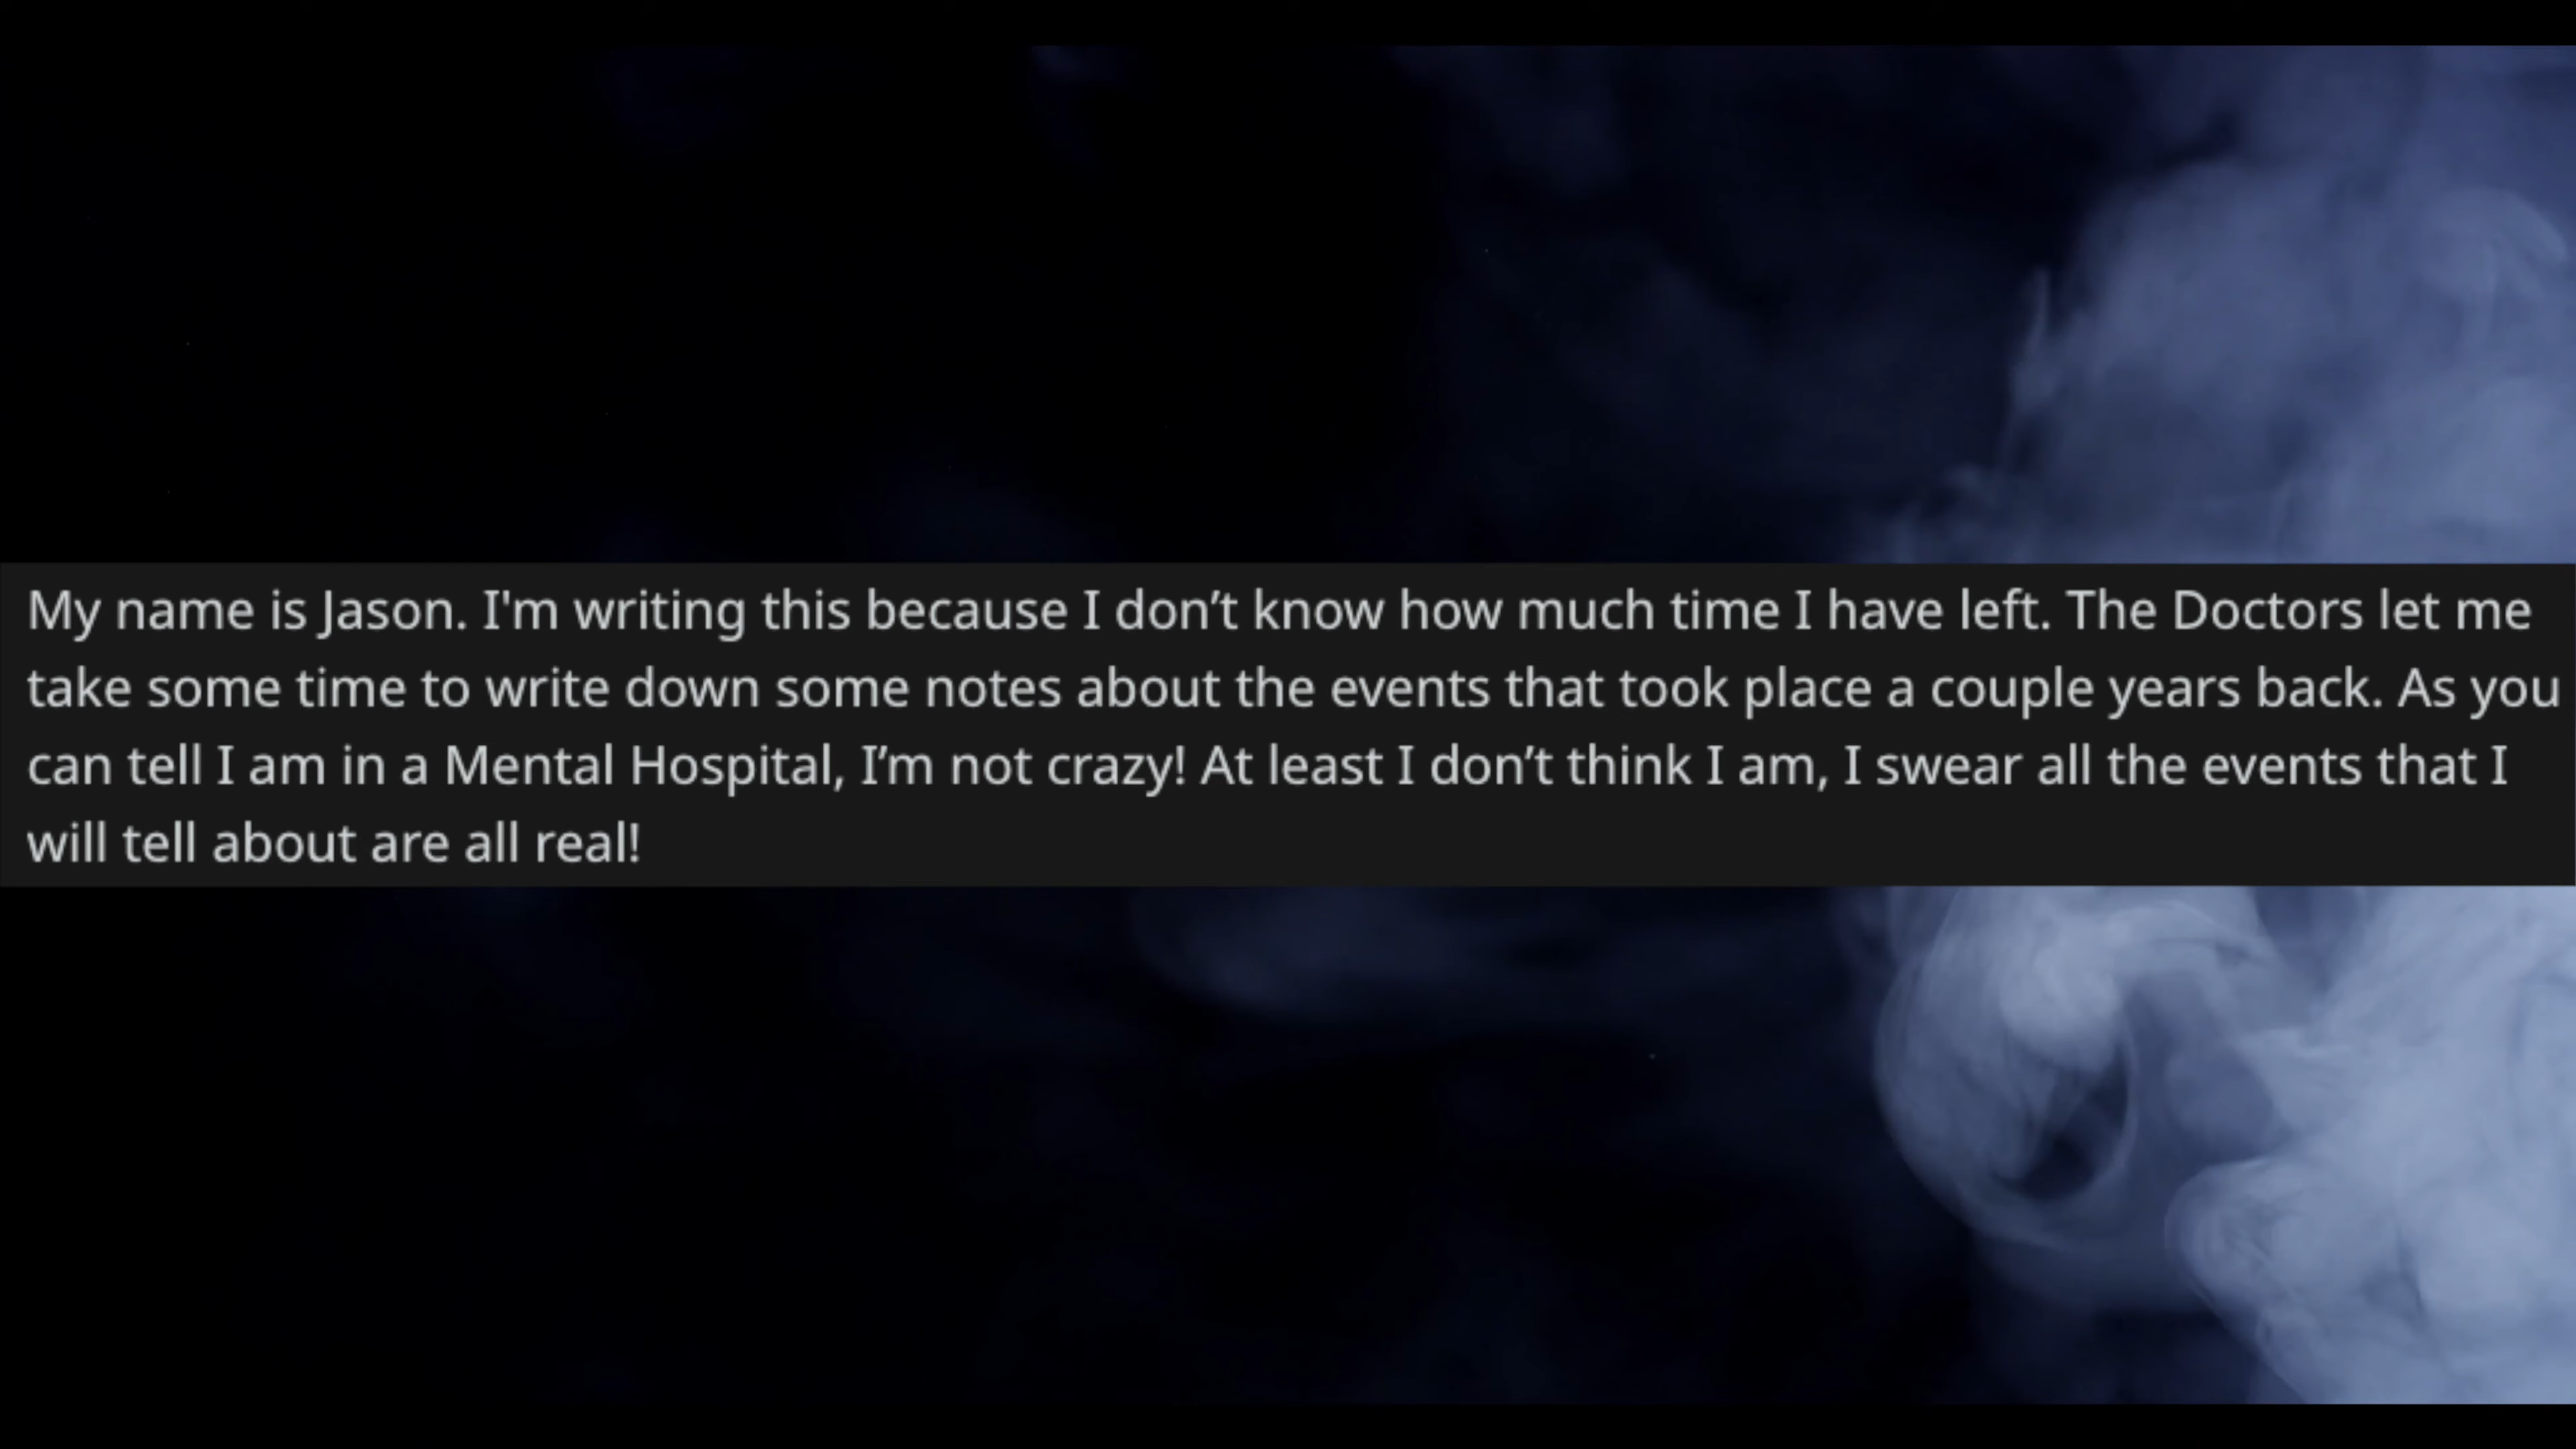 My name is Jason. I'm writing this because I don’t know how much time I have left. The Doctors let me
take some time to write down some notes about the events that took place a couple years back. As you
can tell I am in a Mental Hospital, I’m not crazy! At least I don’t think I am, I swear all the events that I
will tell about are all real!